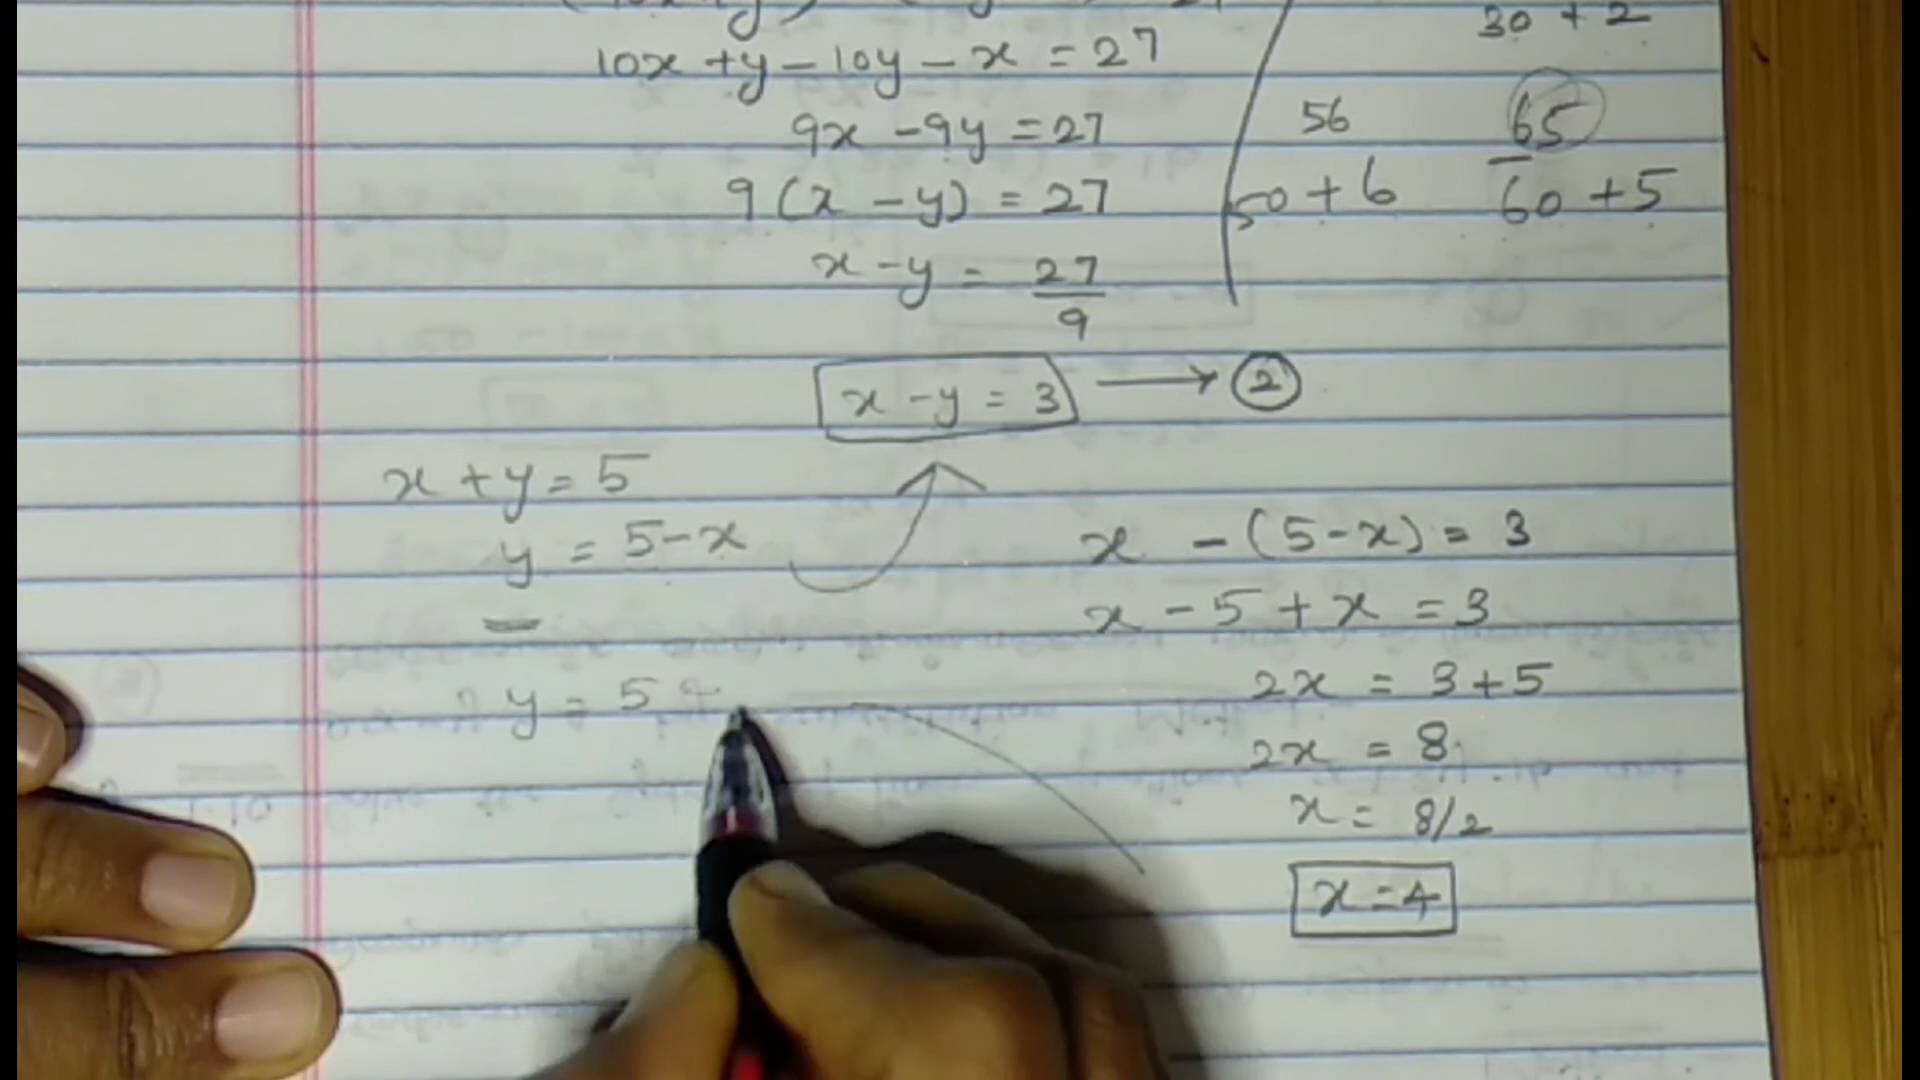 30 + 2
10x + y - 10y - x = 27
9x - 9y = 27
56 65
9 (x - y) = 27
50 + 6 60 + 5
x - y = 27/9
x - y = 3 → 2
x + y = 5
y = 5 - x
x - (5 - x) = 3
x - 5 + x = 3
y = 5
2x = 3 + 5
2x = 8
x = 8/2
x = 4